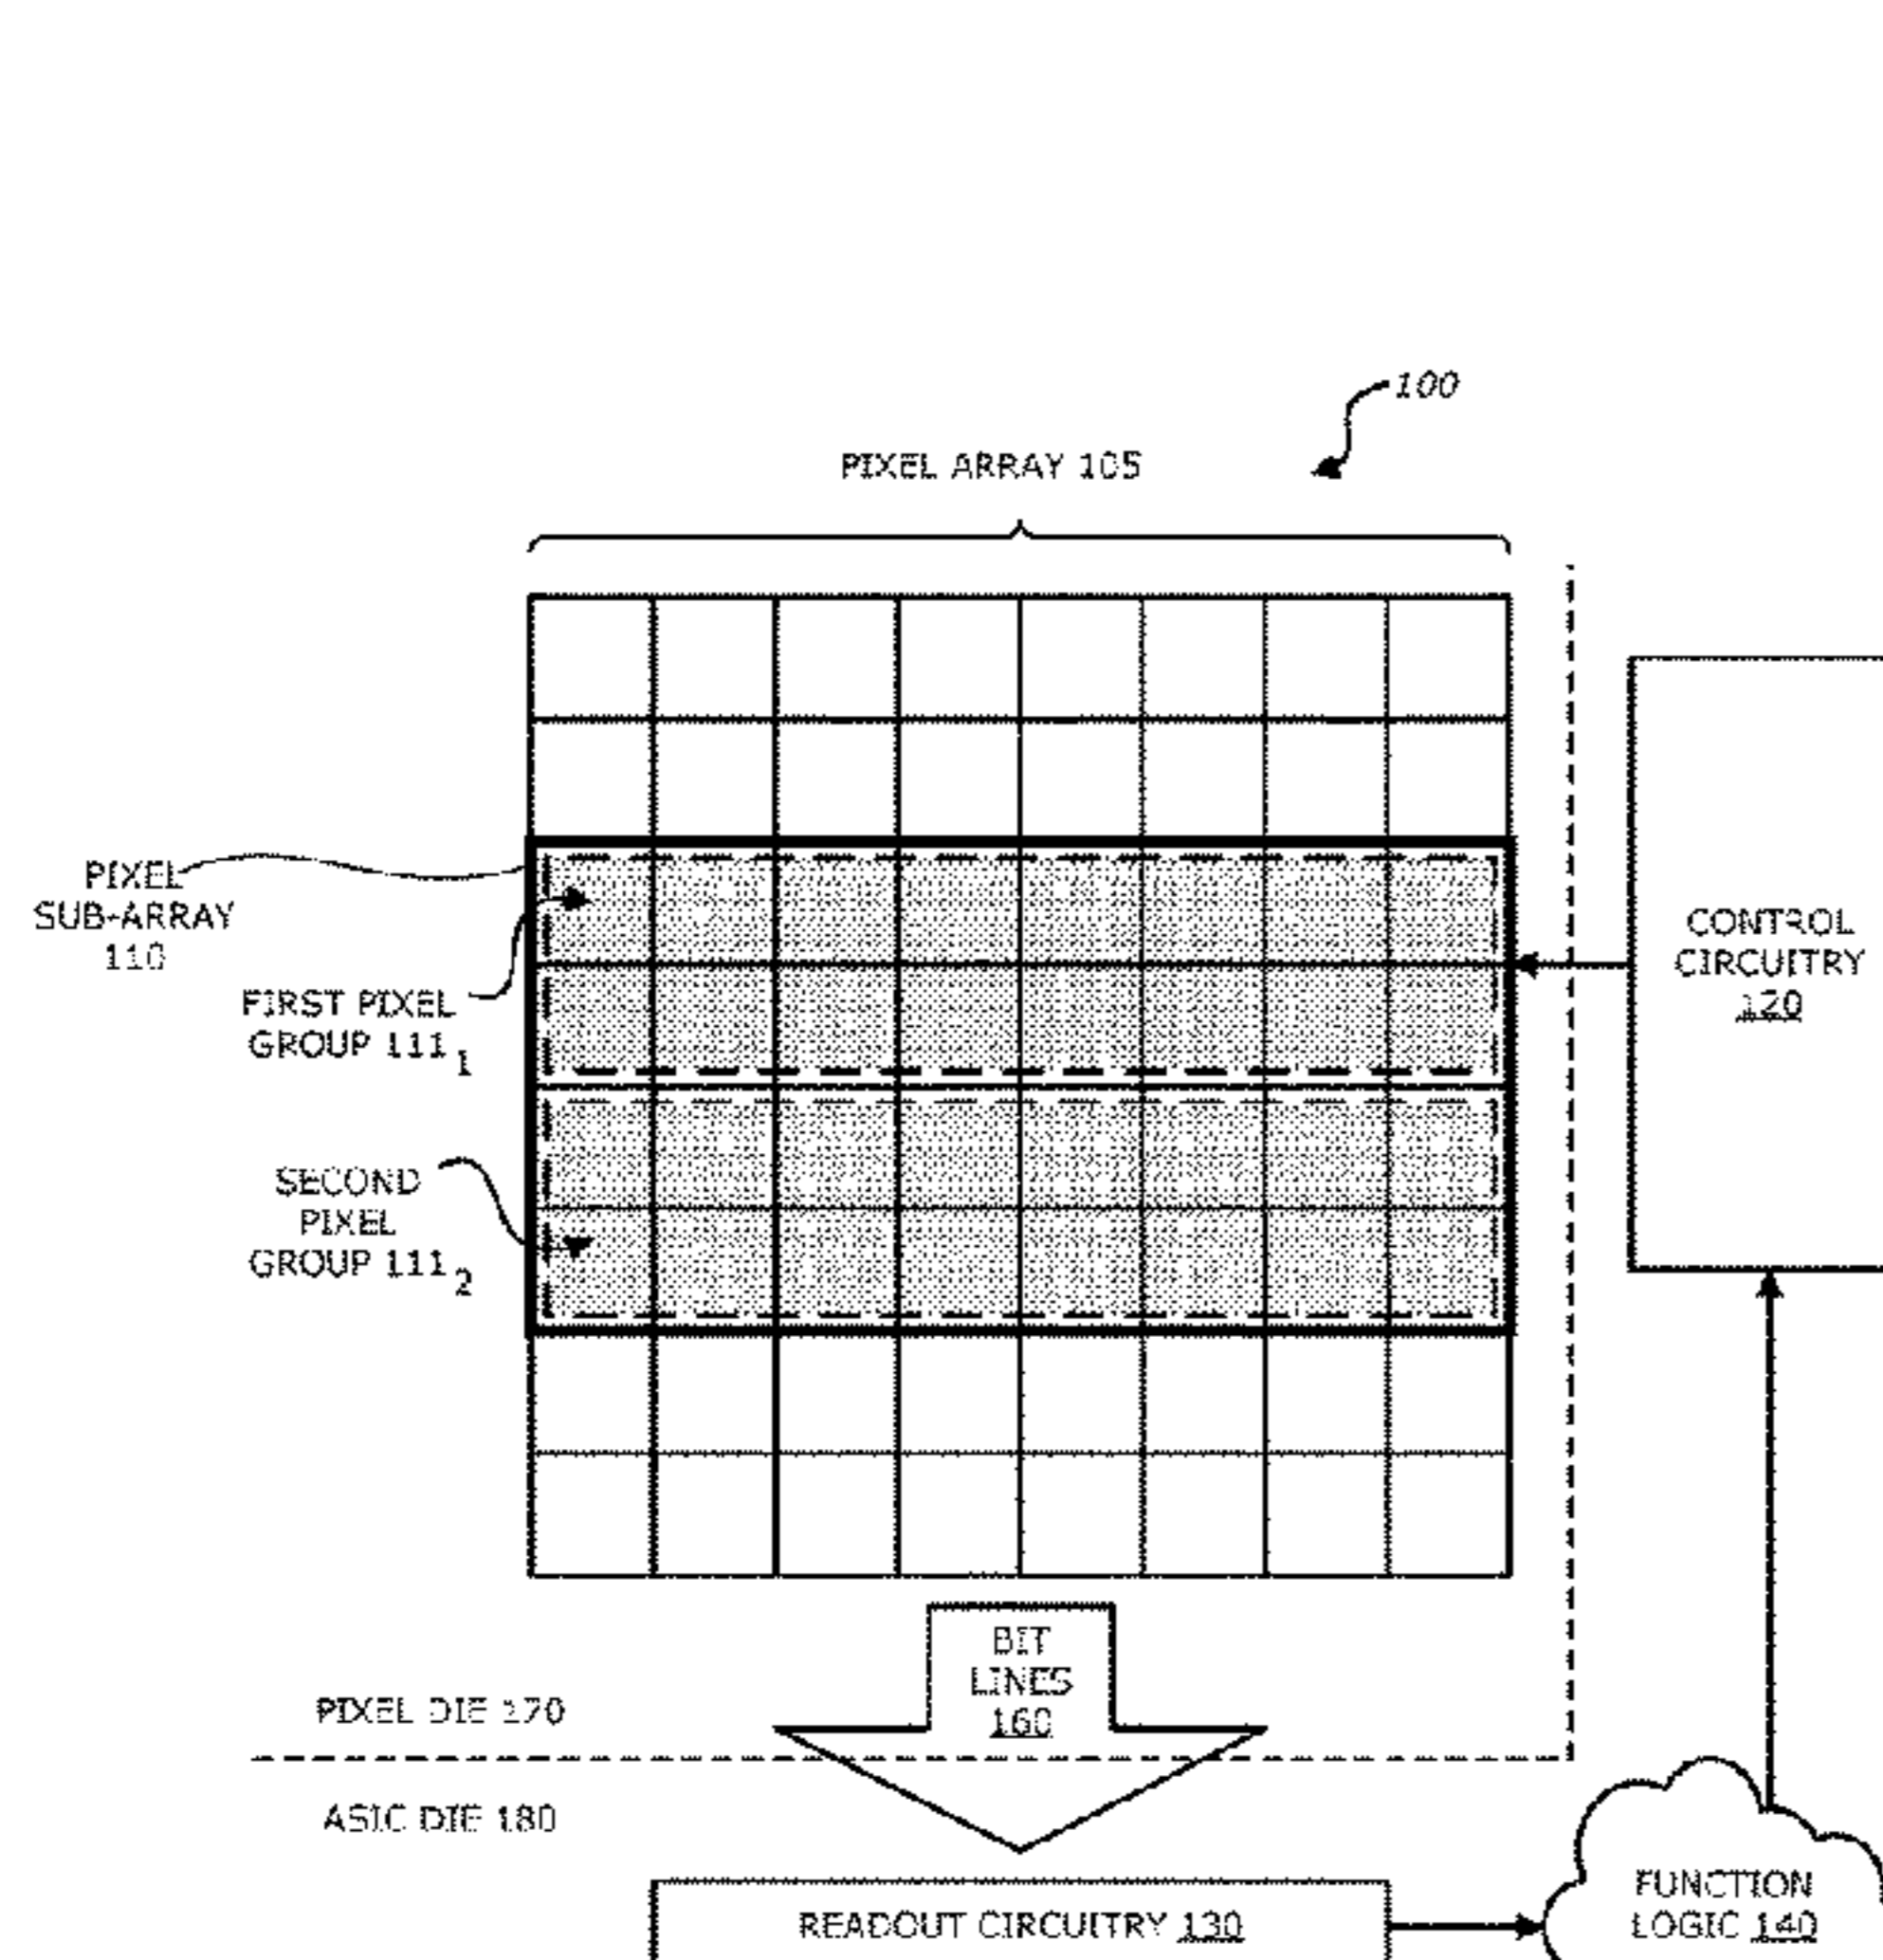 100
PIXEL ARRAY 105
PIXEL
SUB-ARRAY
110
FIRST PIXEL
GROUP 111 1
SECOND
PIXEL
GROUP 111 2
CONTROL
CIRCUITRY
120
BIT
LINES
160
PIXEL DIE 170
ASIC DIE 180
READOUT CIRCUITRY 130
FUNCTION
LOGIC 140